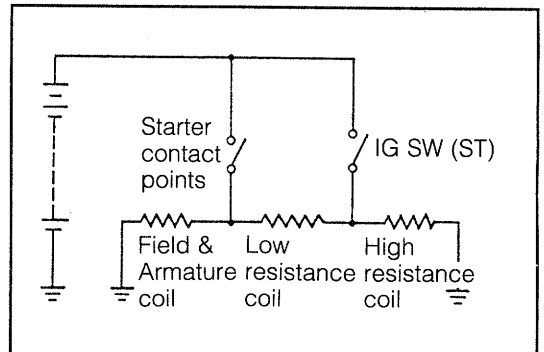 Starter
contact
points
IG SW (ST)
Field &
Armature
coil
Low
resistance
coil
High
resistance
coil